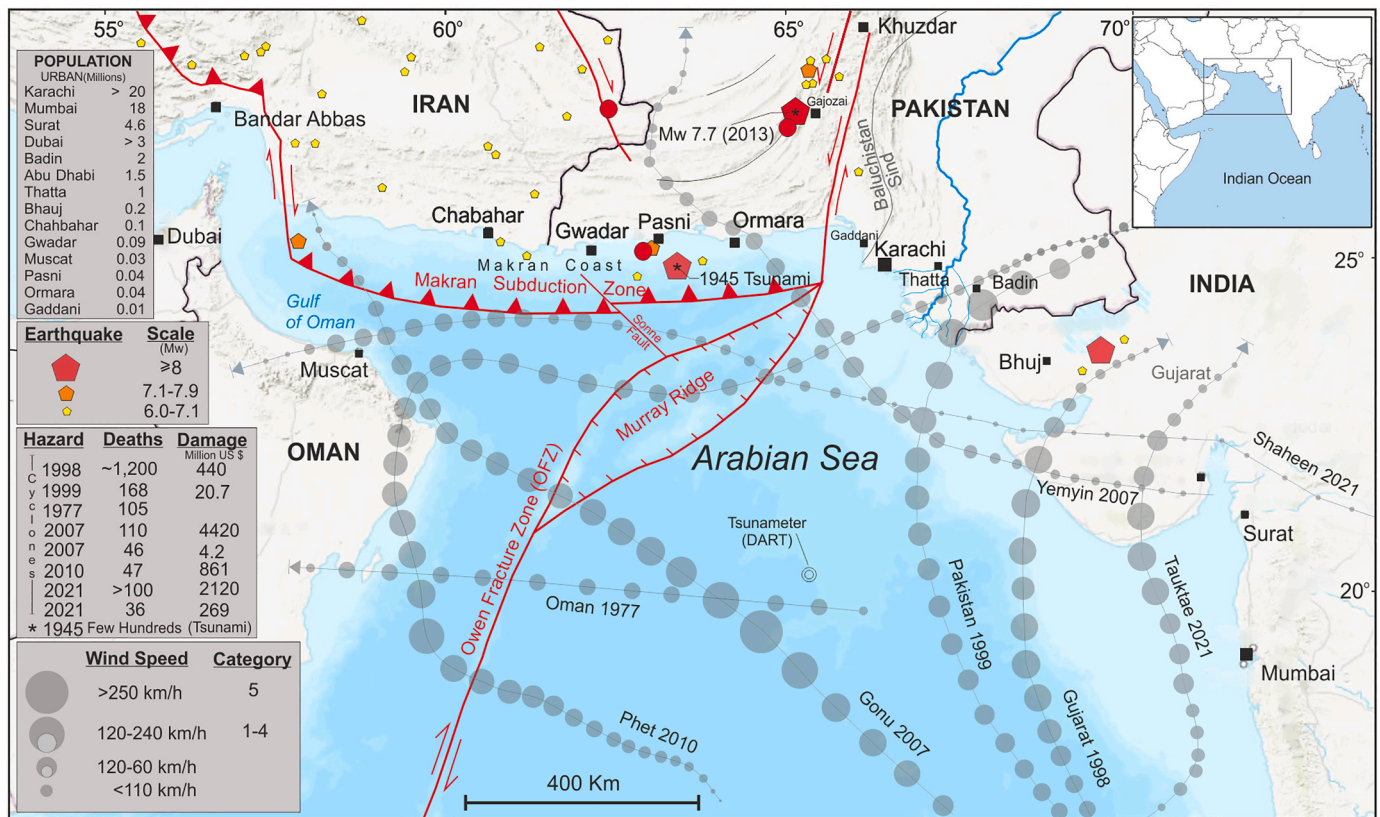 55°
60°
65°
70°
25°
20°
POPULATION
URBAN(Millions)
Karachi > 20
Mumbai 18
Surat 4.6
Dubai > 3
Badin 2
Abu Dhabi 1.5
Thatta 1
Bhauj 0.2
Chahbahar 0.1
Gwadar 0.09
Muscat 0.03
Pasni 0.04
Ormara 0.04
Gaddani 0.01
Earthquake Scale
(Mw)
≥8
7.1-7.9
6.0-7.1
Hazard Deaths Damage
Million US $
Cyclones
1998 ~1,200 440
1999 168 20.7
1977 105
2007 110 4420
2007 46 4.2
2010 47 861
2021 >100 2120
2021 36 269
* 1945 Few Hundreds (Tsunami)
Wind Speed Category
>250 km/h 5
120-240 km/h 1-4
120-60 km/h
<110 km/h
IRAN
PAKISTAN
INDIA
OMAN
Bandar Abbas
Dubai
Khuzdar
Gajozai
Mw 7.7 (2013)
Baluchistan
Sind
Chabahar
Gwadar
Pasni
Ormara
Gaddani
Karachi
Thatta
Badin
Makran Coast
*
*
1945 Tsunami
Makran Subduction Zone
Gulf
of Oman
Sonne
Fault
Muscat
Bhuj
Gujarat
Murray Ridge
Arabian Sea
Owen Fracture Zone (OFZ)
Tsunameter
(DART)
Shaheen 2021
Yemyin 2007
Surat
Mumbai
Oman 1977
Pakistan 1999
Tauktae 2021
Gujarat 1998
Gonu 2007
Phet 2010
400 Km
Indian Ocean